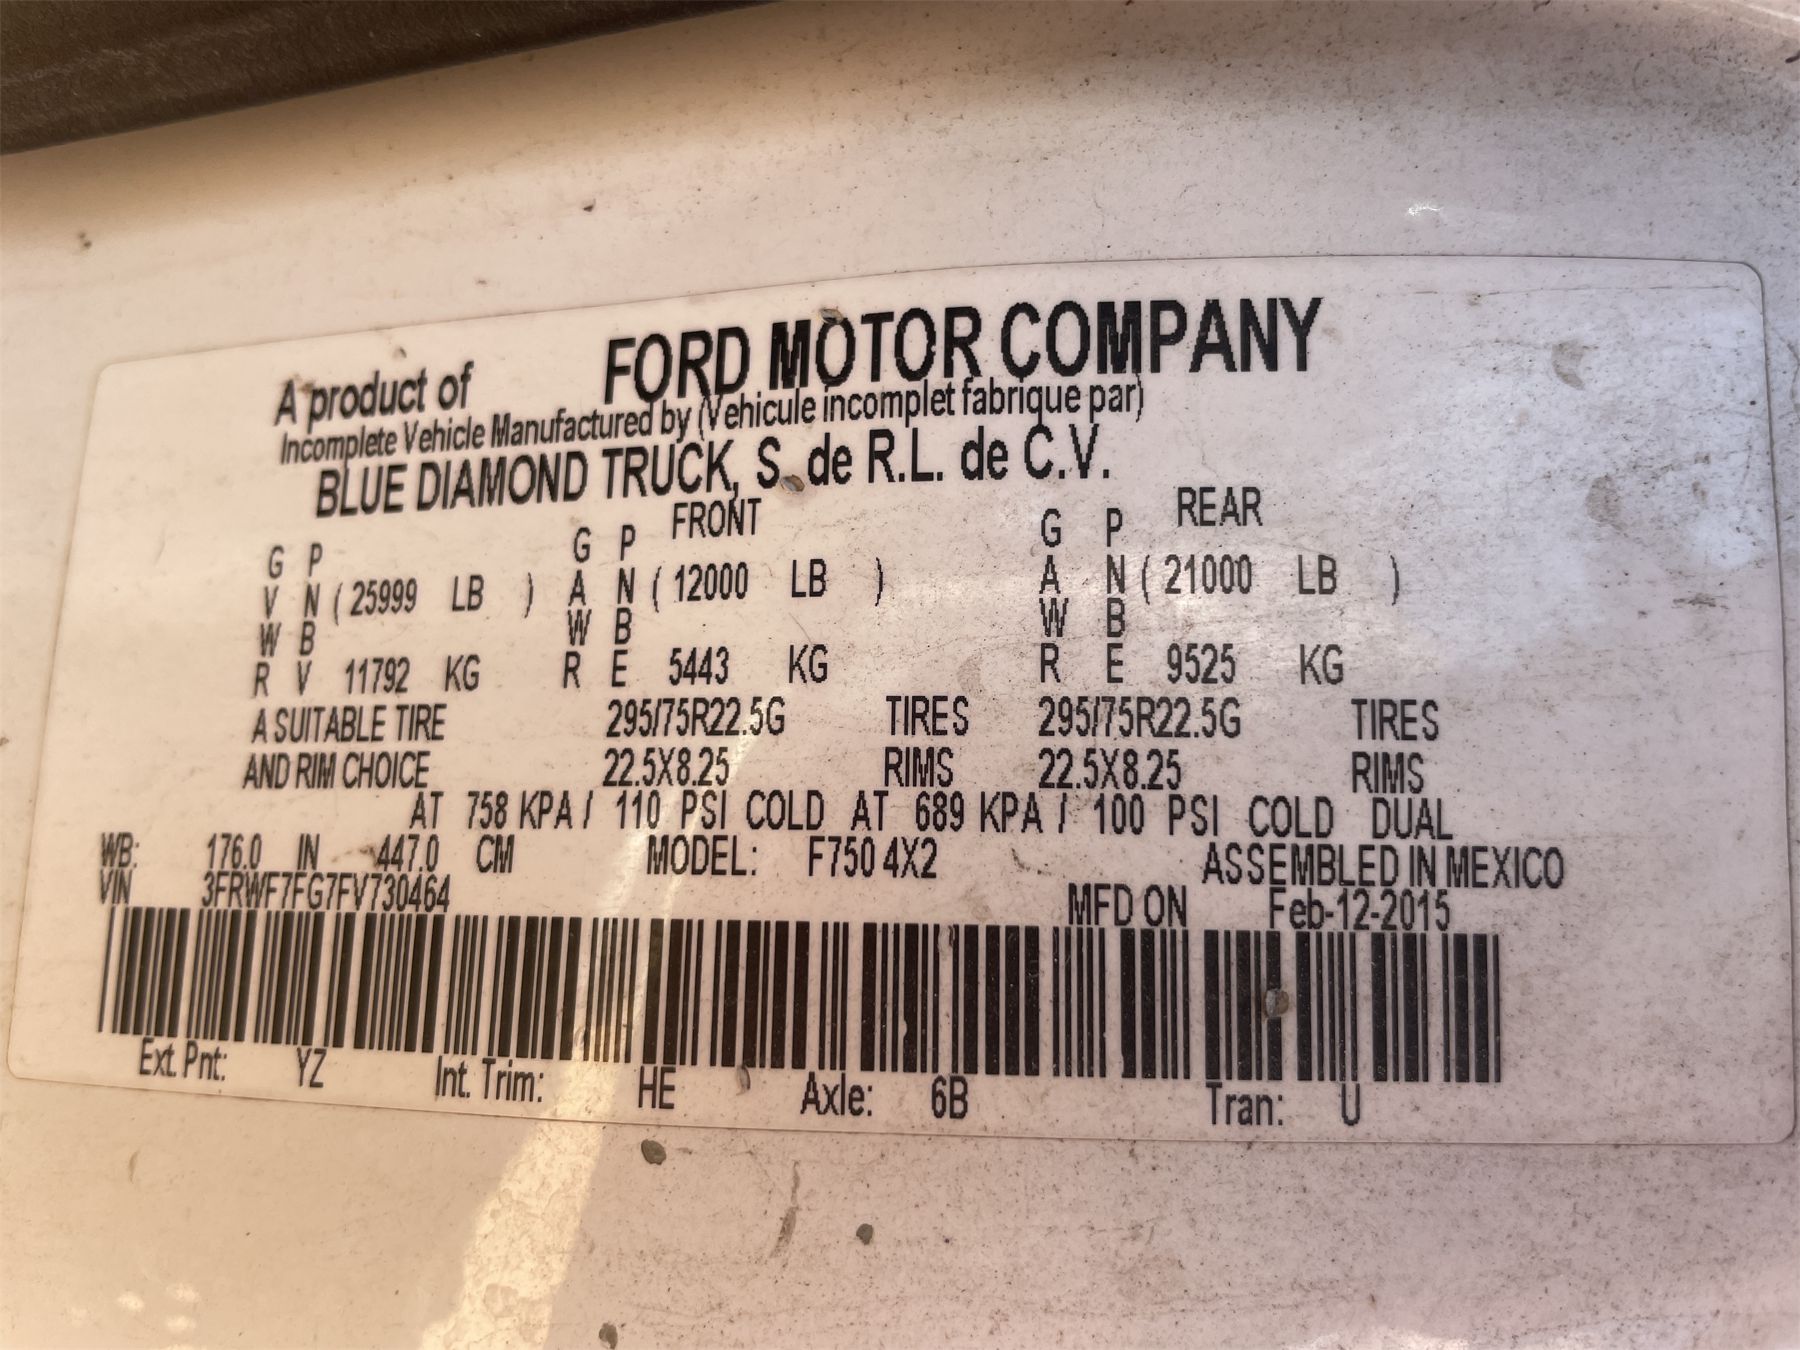 A product of FORD MOTOR COMPANY
Incomplete Vehicle Manufactured by (Vehicule incomplet fabrique par)
BLUE DIAMOND TRUCK, S. de R.L. de C.V.
FRONT REAR
G P G P G P
V N ( 25999 LB ) A N ( 12000 LB ) A N ( 21000 LB )
W B W B W B
R V 11792 KG R E 5443 KG R E 9525 KG
A SUITABLE TIRE 295/75R22.5G TIRES 295/75R22.5G TIRES
AND RIM CHOICE 22.5X8.25 RIMS 22.5X8.25 RIMS
AT 758 KPA / 110 PSI COLD AT 689 KPA / 100 PSI COLD DUAL
WB: 176.0 IN 447.0 CM MODEL: F750 4X2 ASSEMBLED IN MEXICO
VIN 3FRWF7FG7FV730464 MFD ON Feb-12-2015
Ext. Pnt: YZ Int. Trim: HE Axle: 6B Tran: U